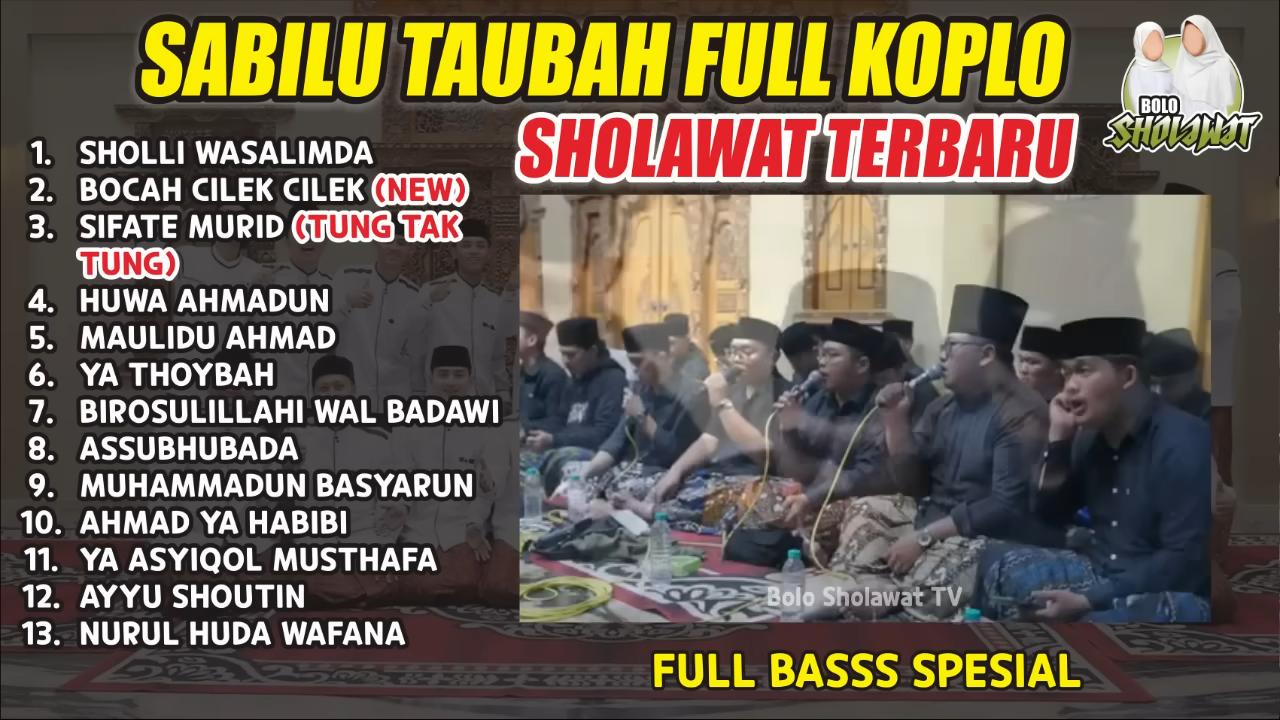 SABILU TAUBAH FULL KOPLO
SHOLAWAT TERBARU
BOLO
SHOLAWAT
1. SHOLLI WASALIMDA
2. BOCAH CILEK CILEK (NEW)
3. SIFATE MURID (TUNG TAK
TUNG)
4. HUWA AHMADUN
5. MAULIDU AHMAD
6. YA THOYBAH
7. BIROSULILLAHI WAL BADAWI
8. ASSUBHUBADA
9. MUHAMMADUN BASYARUN
10. AHMAD YA HABIBI
11. YA ASYIQOL MUSTHAFA
12. AYYU SHOUTIN
13. NURUL HUDA WAFANA
Bolo Sholawat TV
FULL BASSS SPESIAL